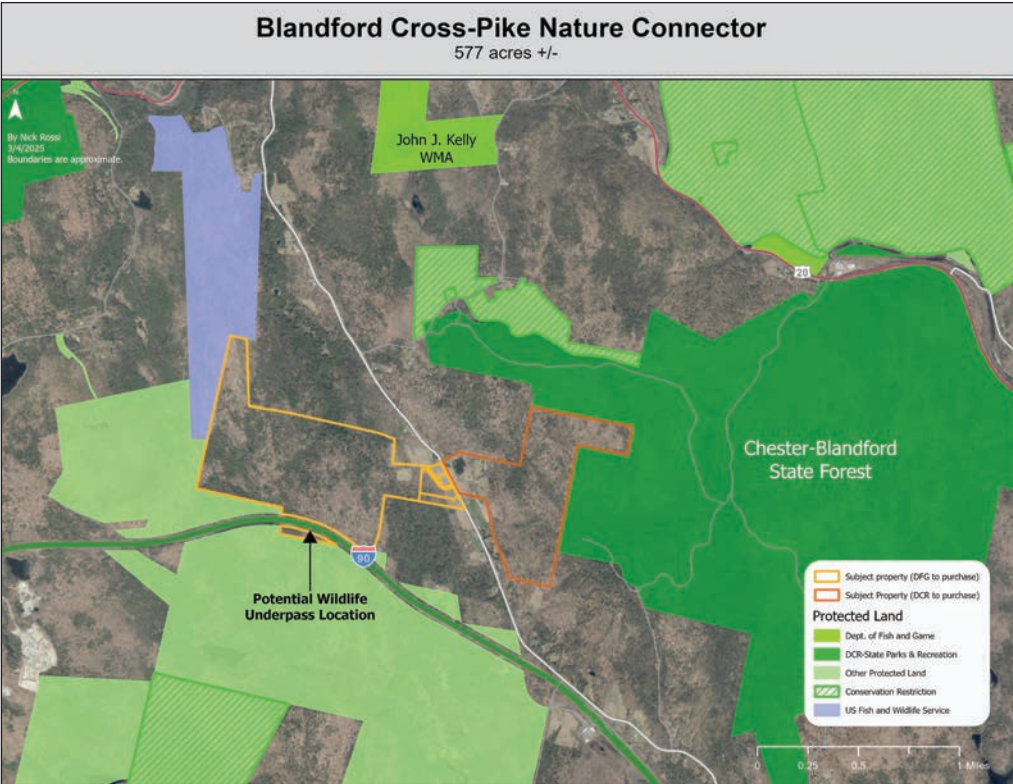 Blandford Cross-Pike Nature Connector
577 acres +/-
By Nick Rossi
3/4/2025
Boundaries are approximate.
John J. Kelly
WMA
20
Chester-Blandford
State Forest
90
Potential Wildlife
Underpass Location
Subject property (DFG to purchase)
Subject Property (DCR to purchase)
Protected Land
Dept. of Fish and Game
DCR-State Parks & Recreation
Other Protected Land
Conservation Restriction
US Fish and Wildlife Service
0 0.25 0.5 1 Miles